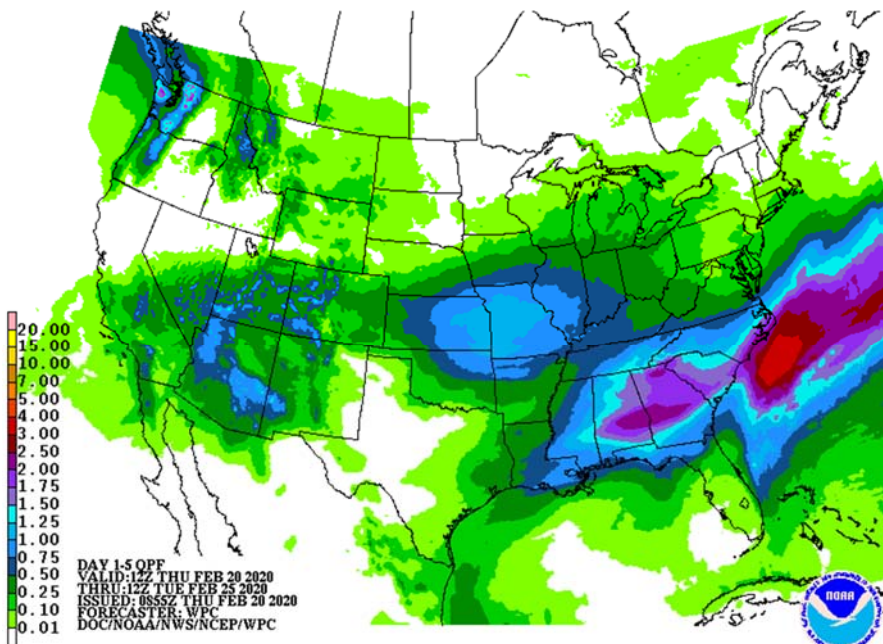 20.00
15.00
10.00
7.00
5.00
4.00
3.00
2.50
2.00
1.75
1.50
1.25
1.00
0.75
0.50
0.25
0.10
0.01
DAY 1-5 QPF
VALID:12Z THU FEB 20 2020
THRU:12Z TUE FEB 25 2020
ISSUED: 0855Z THU FEB 20 2020
FORECASTER: WPC
DOC/NOAA/NWS/NCEP/WPC
NOAA